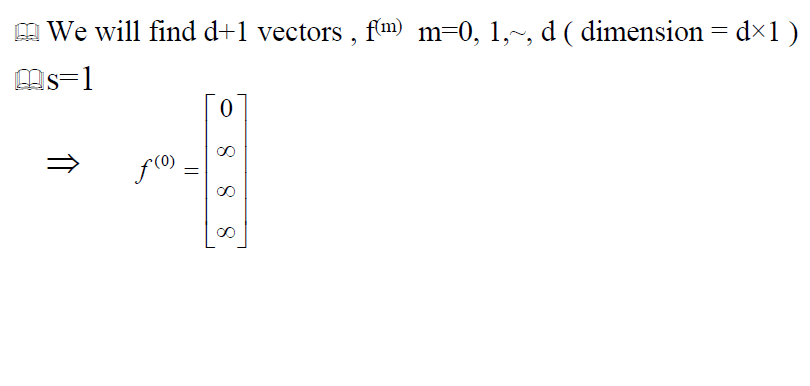 🕮 We will find d+1 vectors , f(m) m=0, 1,~, d ( dimension = d×1 )
🕮 s=1
⇒ f(0) = [ 0
∞
∞
∞ ]